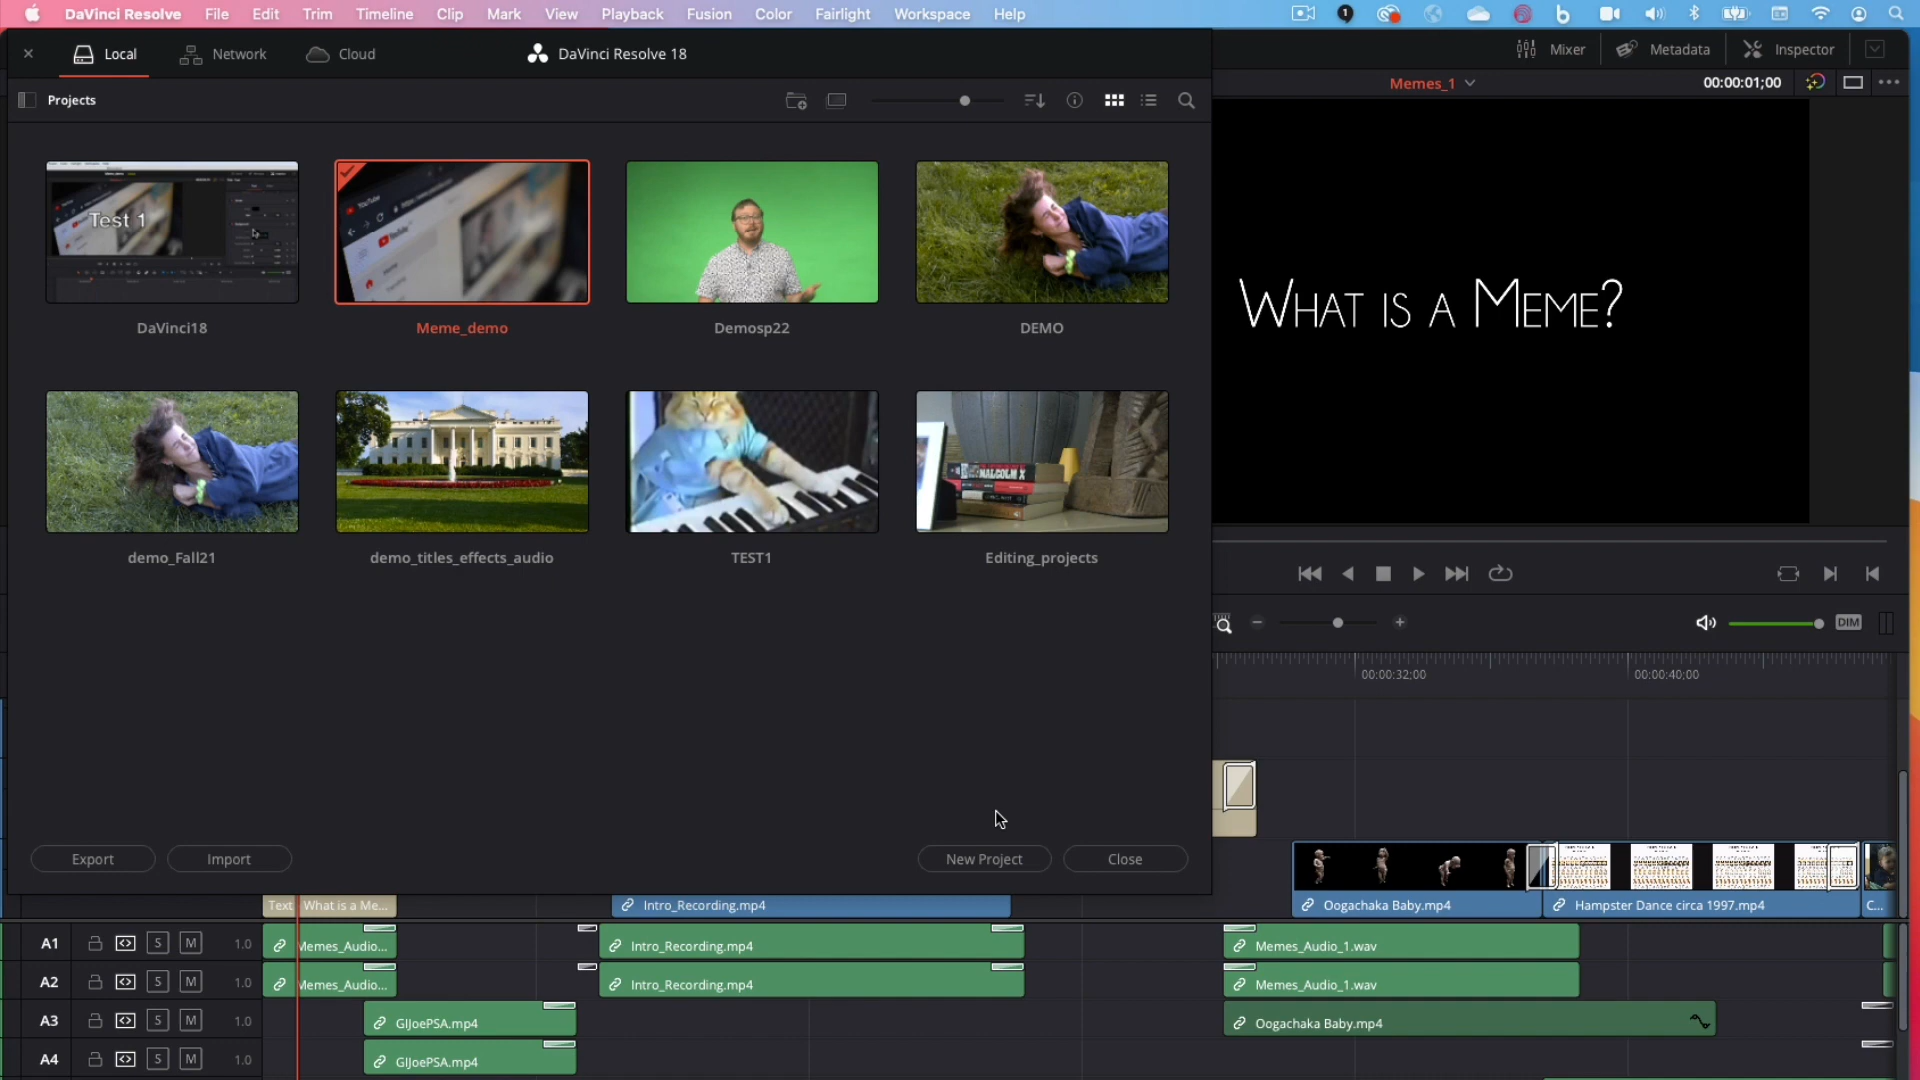 DaVinci Resolve File Edit Trim Timeline Clip Mark View Playback Fusion Color Fairlight Workspace Help
Local Network Cloud DaVinci Resolve 18
Mixer Metadata Inspector
Memes_1 00:00:01;00
Projects
Test 1
YouTube
YouTube
DaVinci18 Meme_demo Demosp22 DEMO
WHAT IS A MEME?
MALCOLM X
demo_Fall21 demo_titles_effects_audio TEST1 Editing_projects
DIM
00:00:32;00 00:00:40;00
Export Import New Project Close
Text - What is a Me... Intro_Recording.mp4 Oogachaka Baby.mp4 Hampster Dance circa 1997.mp4 C...
A1 S M 1.0 Memes_Audio... Intro_Recording.mp4 Memes_Audio_1.wav
A2 S M 1.0 Memes_Audio... Intro_Recording.mp4 Memes_Audio_1.wav
A3 S M 1.0 GIJoePSA.mp4 Oogachaka Baby.mp4
A4 S M 1.0 GIJoePSA.mp4